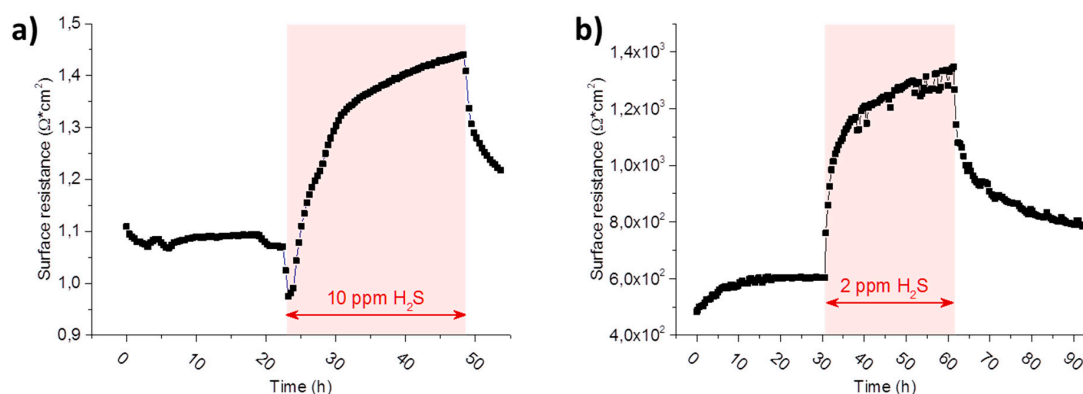 a)
Surface resistance (Ω*cm²)
1,5
1,4
1,3
1,2
1,1
1,0
0,9
10 ppm H₂S
0
10
20
30
40
50
Time (h)
b)
Surface resistance (Ω*cm²)
1,4x10³
1,2x10³
1,0x10³
8,0x10²
6,0x10²
4,0x10²
2 ppm H₂S
0
10
20
30
40
50
60
70
80
90
Time (h)